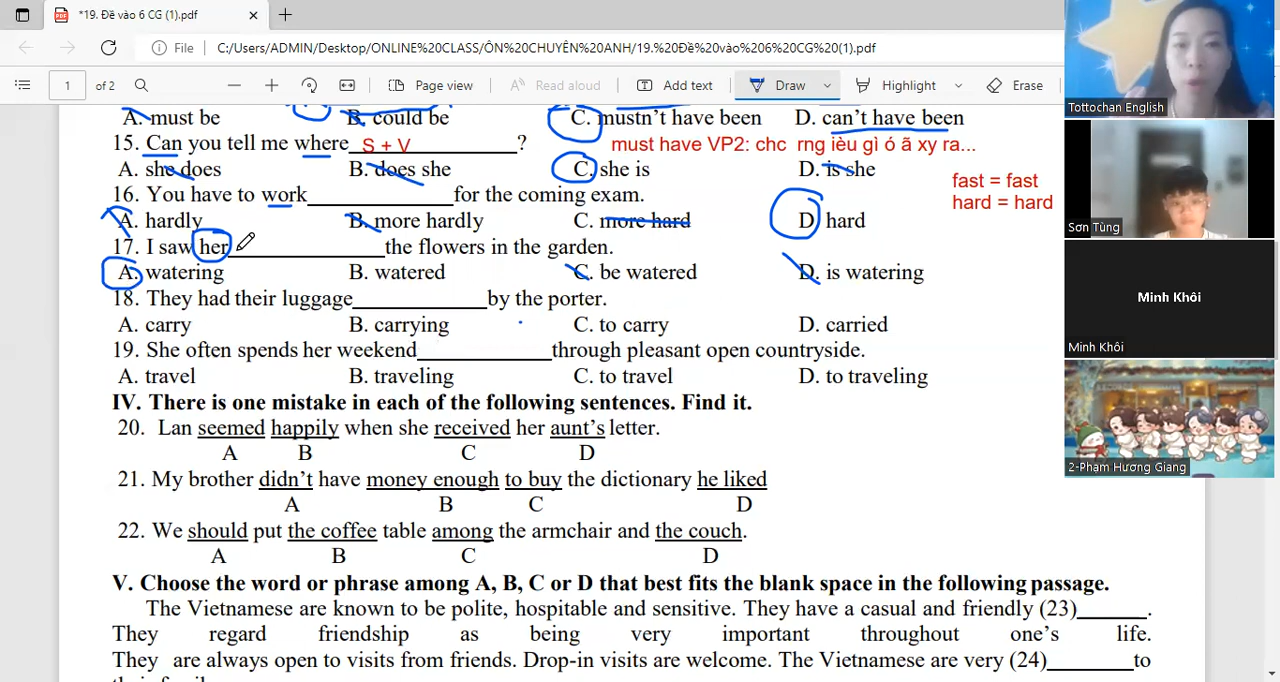 *19. Đề vào 6 CG (1).pdf
File C:/Users/ADMIN/Desktop/ONLINE%20CLASS/ÔN%20CHUYÊN%20ANH/19.%20Đề%20vào%206%20CG%20(1).pdf
1 of 2 Page view Read aloud Add text Draw Highlight Erase
A. must be B. could be C. mustn't have been D. can't have been
15. Can you tell me where S + V ? must have VP2: chc rng ièu gì ó ã xy ra...
A. she does B. does she C. she is D. is she
fast = fast
hard = hard
16. You have to work for the coming exam.
A. hardly B. more hardly C. more hard D hard
17. I saw her the flowers in the garden.
A. watering B. watered C. be watered D. is watering
18. They had their luggage by the porter.
A. carry B. carrying C. to carry D. carried
19. She often spends her weekend through pleasant open countryside.
A. travel B. traveling C. to travel D. to traveling
IV. There is one mistake in each of the following sentences. Find it.
20. Lan seemed happily when she received her aunt's letter.
A B C D
21. My brother didn't have money enough to buy the dictionary he liked
A B C D
22. We should put the coffee table among the armchair and the couch.
A B C D
V. Choose the word or phrase among A, B, C or D that best fits the blank space in the following passage.
The Vietnamese are known to be polite, hospitable and sensitive. They have a casual and friendly (23)______.
They regard friendship as being very important throughout one's life.
They are always open to visits from friends. Drop-in visits are welcome. The Vietnamese are very (24)________to
Tottochan English
Sơn Tùng
Minh Khôi
Minh Khôi
2-Phạm Hương Giang